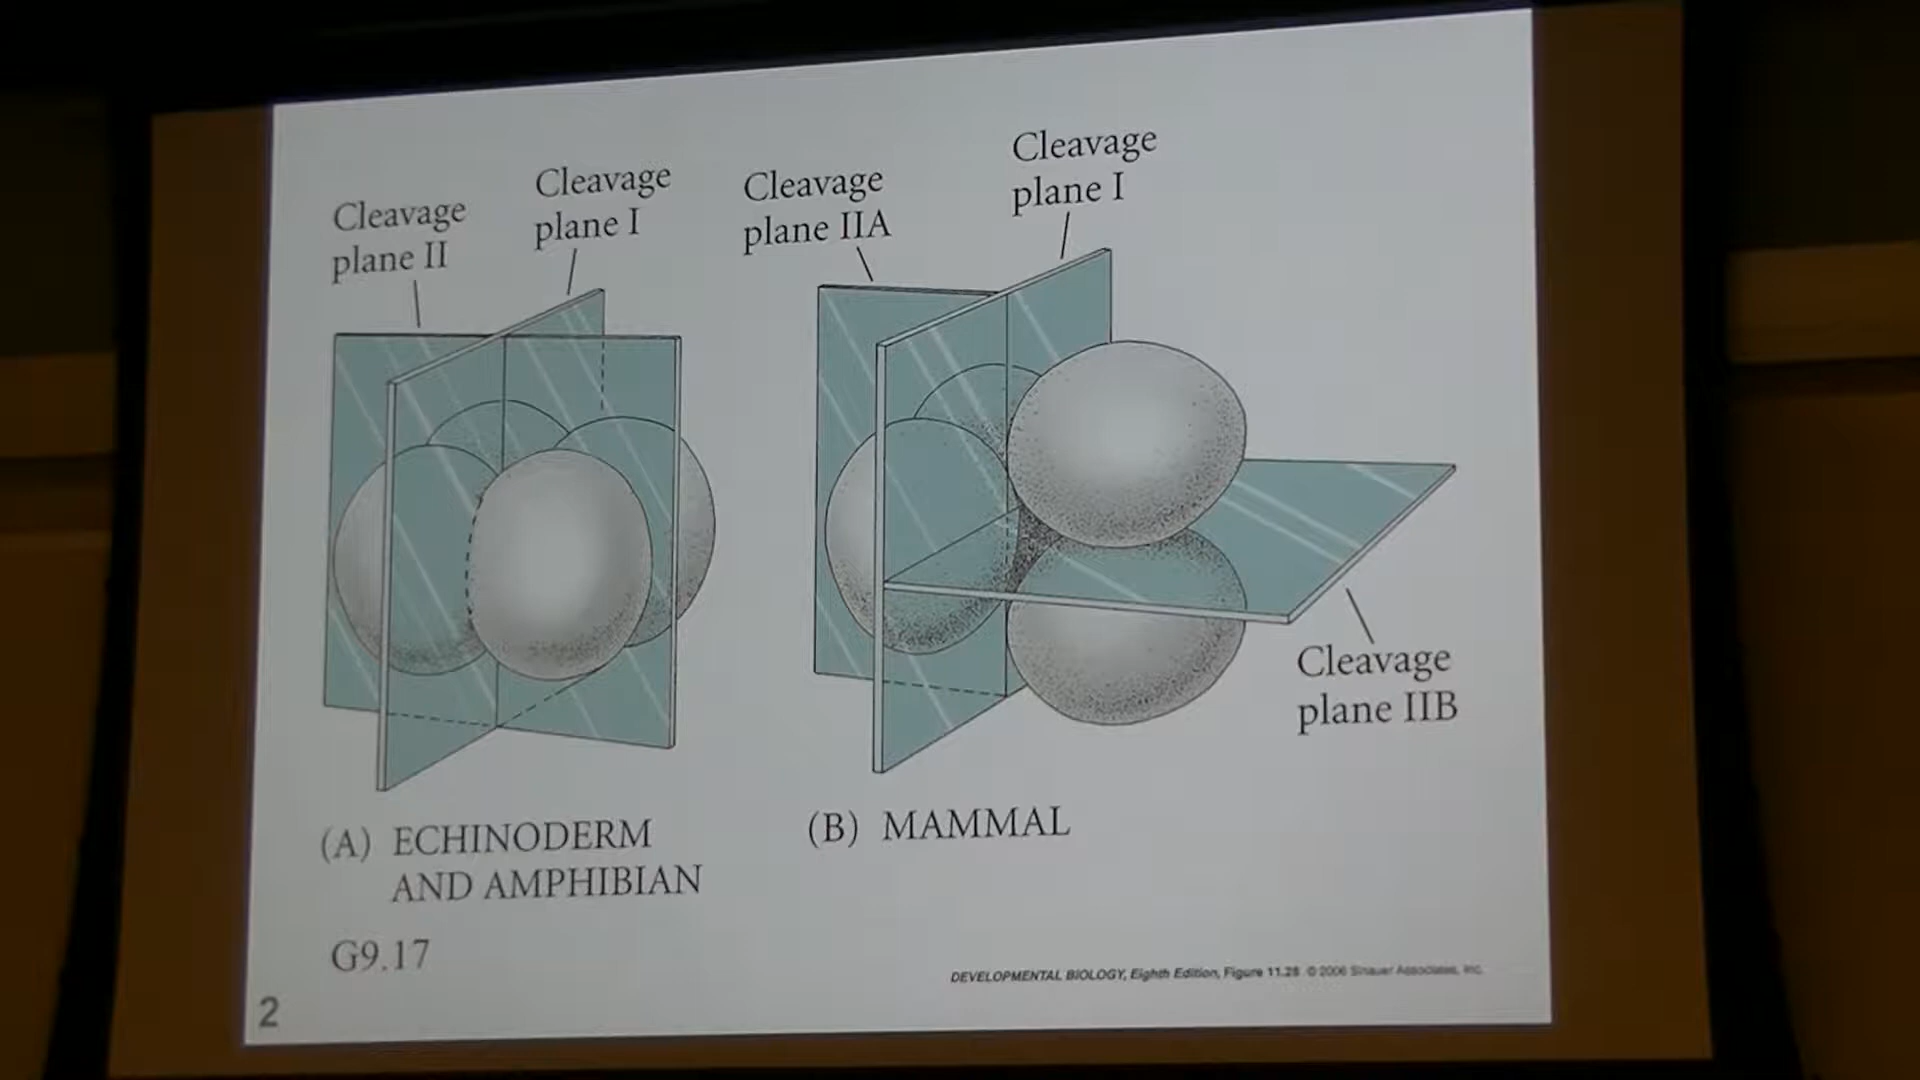 Cleavage
plane II
Cleavage
plane I
Cleavage
plane IIA
Cleavage
plane I
Cleavage
plane IIB
(A) ECHINODERM
AND AMPHIBIAN
(B) MAMMAL
G9.17
DEVELOPMENTAL BIOLOGY, Eighth Edition, Figure 11.28 © 2006 Sinauer Associates, Inc.
2